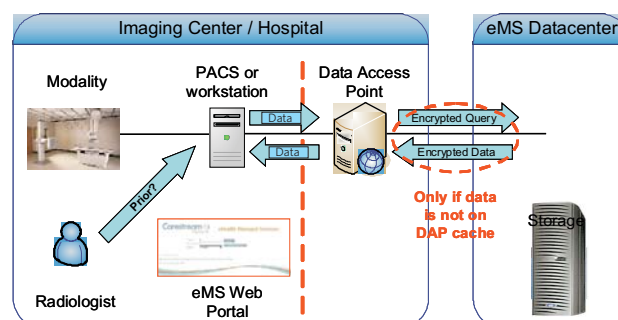 Imaging Center / Hospital
eMS Datacenter
Modality
PACS or
workstation
Data Access
Point
Data
Encrypted Query
Data
Encrypted Data
Prior?
Only if data
is not on
DAP cache
Storage
Carestream
Radiologist
eMS Web
Portal